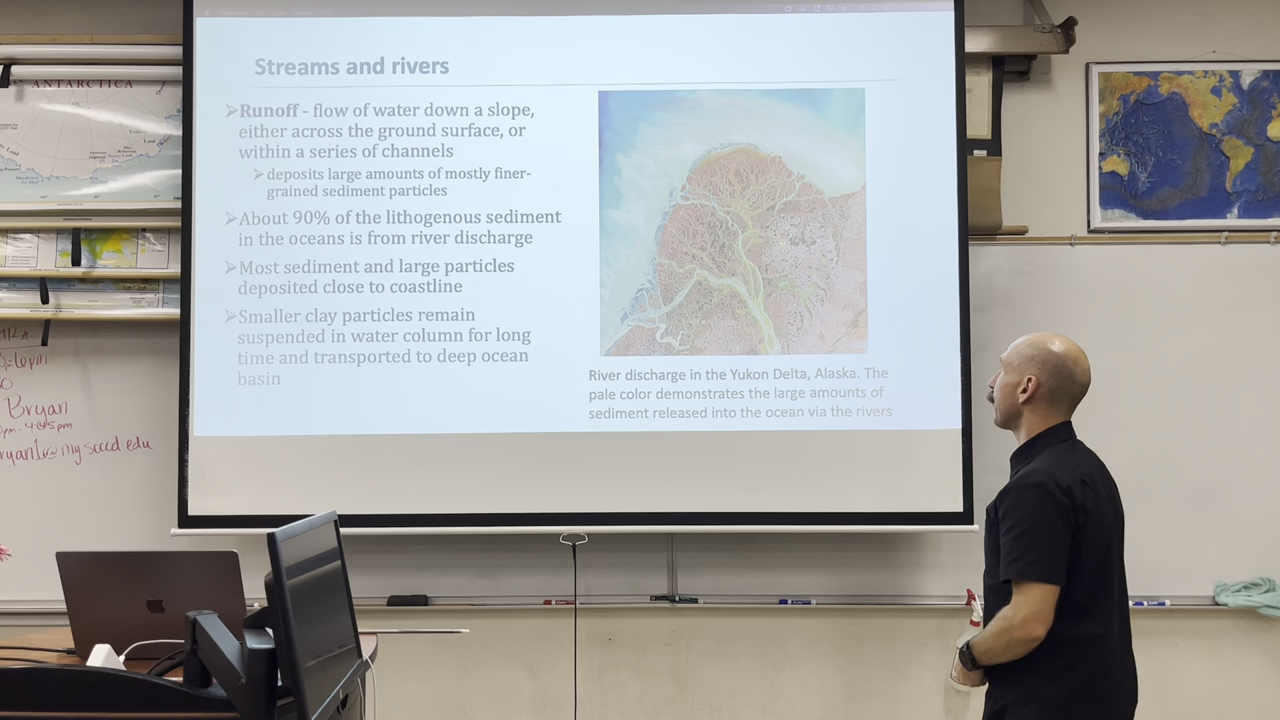 Streams and rivers
➢Runoff - flow of water down a slope,
either across the ground surface, or
within a series of channels
➢deposits large amounts of mostly finer-
grained sediment particles
➢About 90% of the lithogenous sediment
in the oceans is from river discharge
➢Most sediment and large particles
deposited close to coastline
➢Smaller clay particles remain
suspended in water column for long
time and transported to deep ocean
basin
River discharge in the Yukon Delta, Alaska. The
pale color demonstrates the large amounts of
sediment released into the ocean via the rivers
ANTARCTICA
Bryan